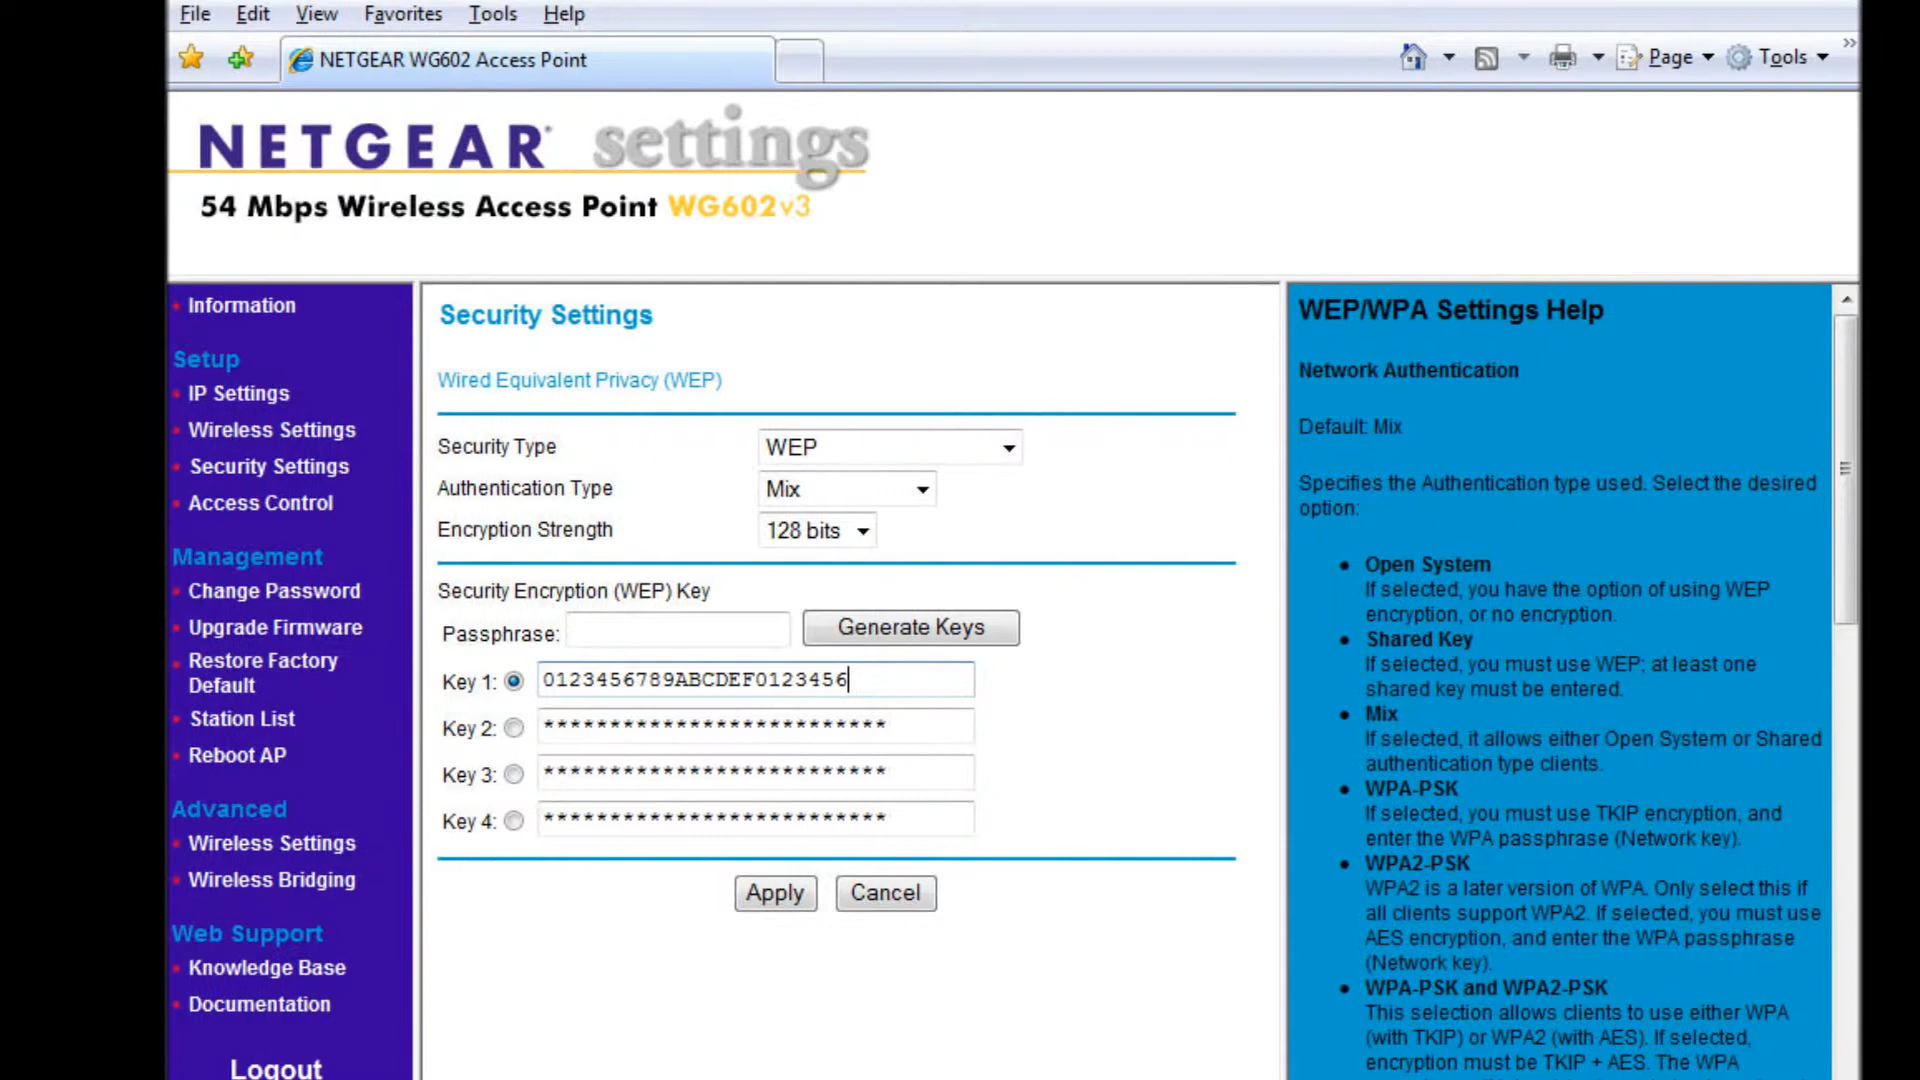 File Edit View Favorites Tools Help
NETGEAR WG602 Access Point
Page Tools »
NETGEAR settings
54 Mbps Wireless Access Point WG602v3
Information
Setup
IP Settings
Wireless Settings
Security Settings
Access Control
Management
Change Password
Upgrade Firmware
Restore Factory
Default
Station List
Reboot AP
Advanced
Wireless Settings
Wireless Bridging
Web Support
Knowledge Base
Documentation
Logout
Security Settings
Wired Equivalent Privacy (WEP)
Security Type WEP
Authentication Type Mix
Encryption Strength 128 bits
Security Encryption (WEP) Key
Passphrase: Generate Keys
Key 1: 0123456789ABCDEF0123456
Key 2: **************************
Key 3: **************************
Key 4: **************************
Apply Cancel
WEP/WPA Settings Help
Network Authentication
Default: Mix
Specifies the Authentication type used. Select the desired
option:
Open System
If selected, you have the option of using WEP
encryption, or no encryption.
Shared Key
If selected, you must use WEP; at least one
shared key must be entered.
Mix
If selected, it allows either Open System or Shared
authentication type clients.
WPA-PSK
If selected, you must use TKIP encryption, and
enter the WPA passphrase (Network key).
WPA2-PSK
WPA2 is a later version of WPA. Only select this if
all clients support WPA2. If selected, you must use
AES encryption, and enter the WPA passphrase
(Network key).
WPA-PSK and WPA2-PSK
This selection allows clients to use either WPA
(with TKIP) or WPA2 (with AES). If selected,
encryption must be TKIP + AES. The WPA